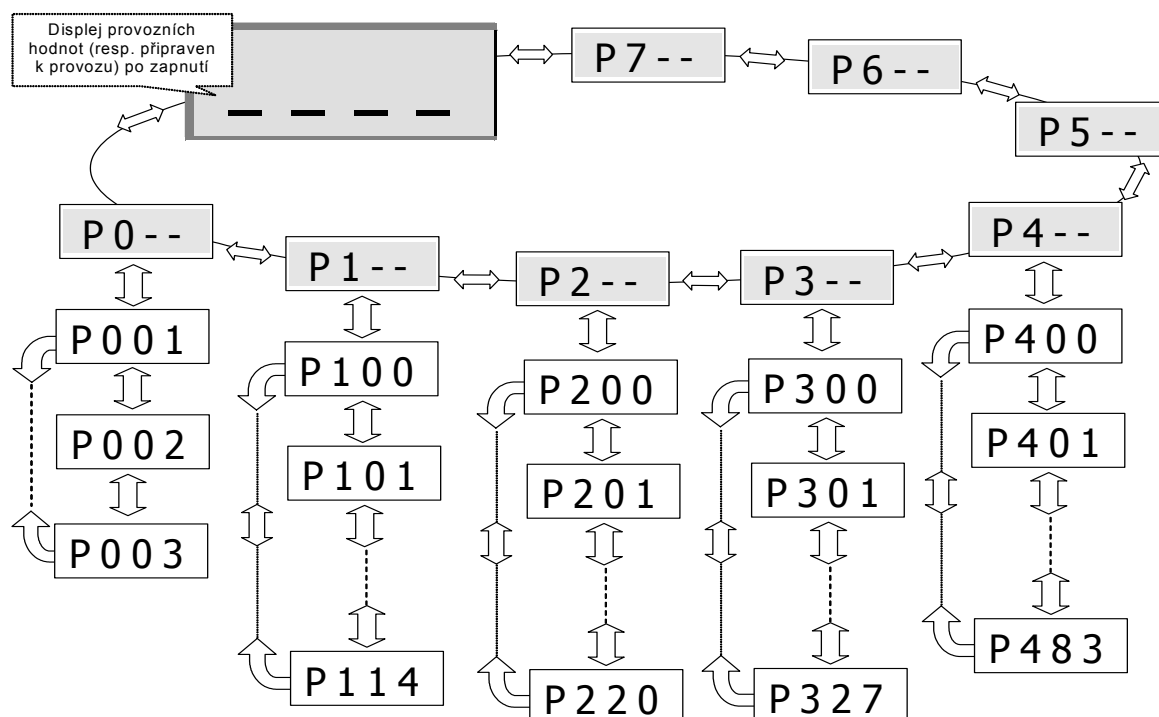 Displej provozních
hodnot (resp. připraven
k provozu) po zapnutí
_ _ _ _
P7--
P6--
P5--
P0--
P1--
P2--
P3--
P4--
P001
P100
P200
P300
P400
P002
P101
P201
P301
P401
P003
P114
P220
P327
P483